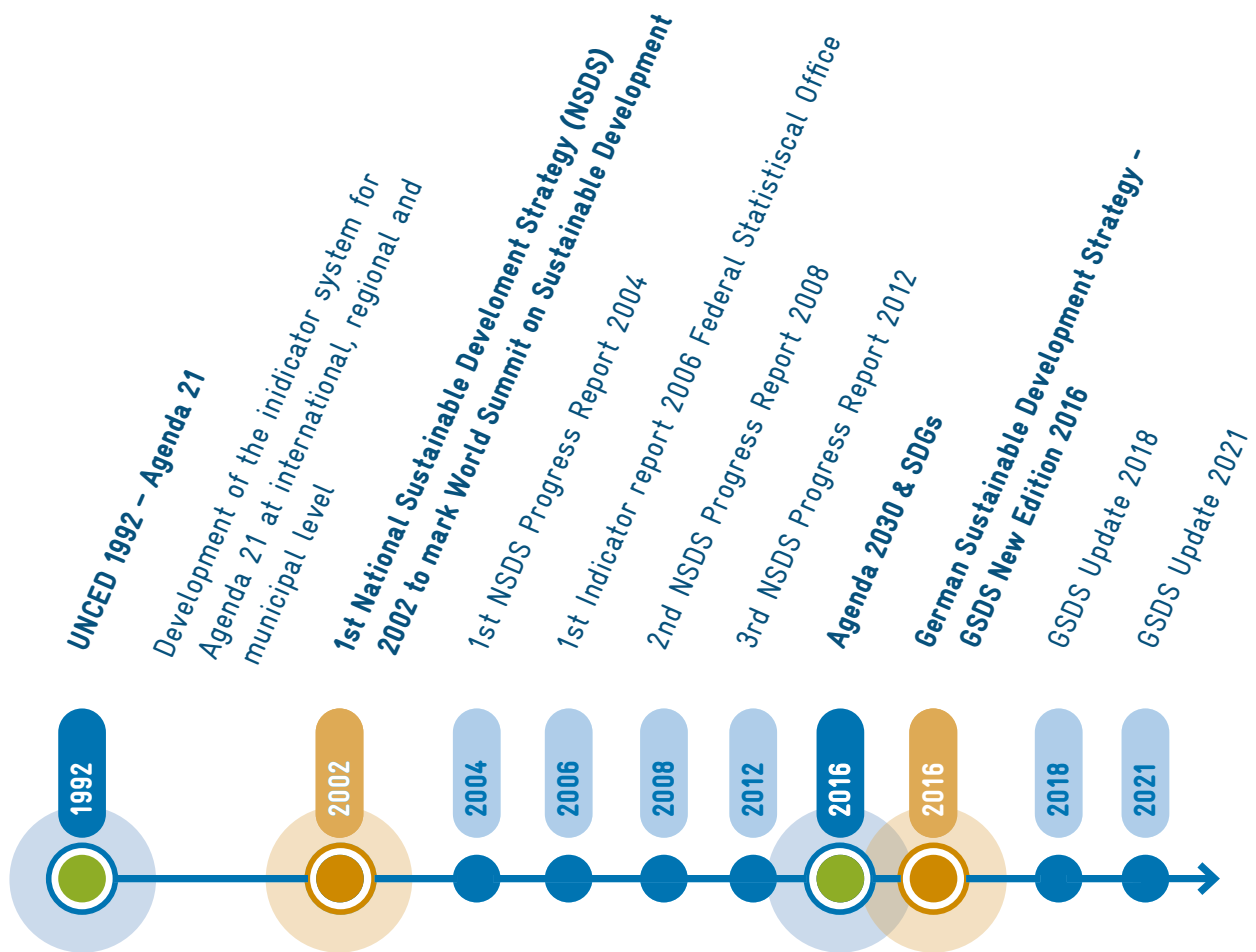 UNCED 1992 – Agenda 21
Development of the inidicator system for
Agenda 21 at international, regional and
municipal level
1st National Sustainable Develoment Strategy (NSDS)
2002 to mark World Summit on Sustainable Development
1st NSDS Progress Report 2004
1st Indicator report 2006 Federal Statistiscal Office
2nd NSDS Progress Report 2008
3rd NSDS Progress Report 2012
Agenda 2030 & SDGs
German Sustainable Development Strategy –
GSDS New Edition 2016
GSDS Update 2018
GSDS Update 2021
1992
2002
2004
2006
2008
2012
2016
2016
2018
2021